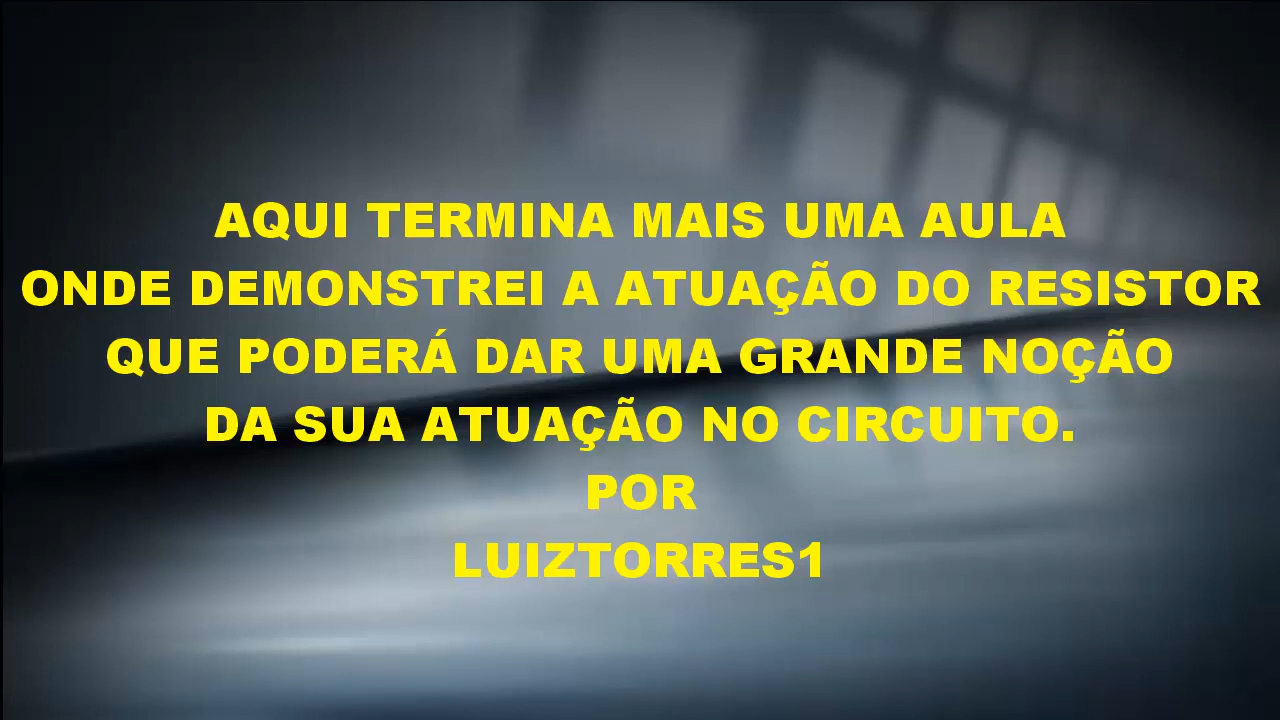 AQUI TERMINA MAIS UMA AULA
ONDE DEMONSTREI A ATUAÇÃO DO RESISTOR
QUE PODERÁ DAR UMA GRANDE NOÇÃO
DA SUA ATUAÇÃO NO CIRCUITO.
POR
LUIZTORRES1